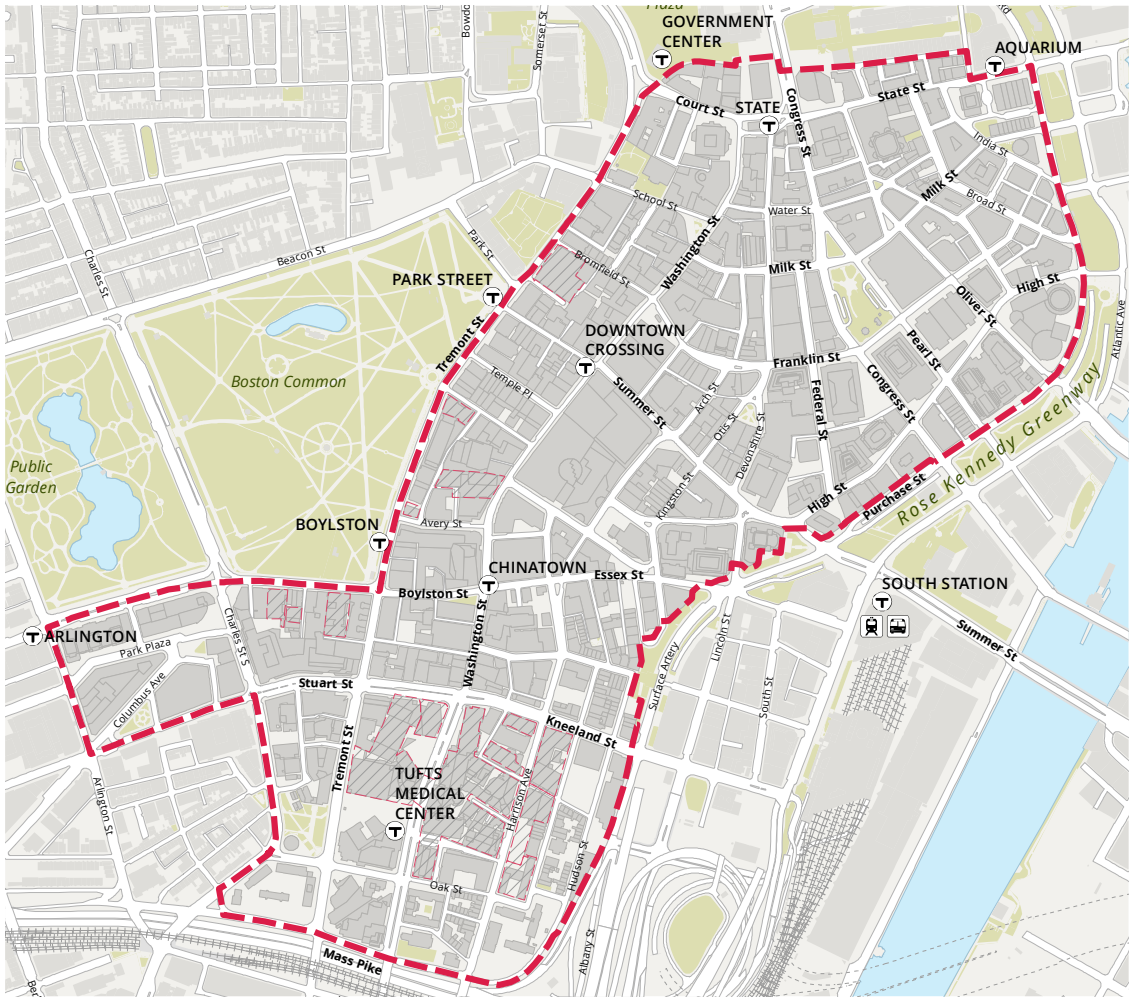 Plaza
GOVERNMENT
CENTER
AQUARIUM
Rd
Bowdo
Somerset St
Court St
STATE
Congress St
State St
India St
Milk St
Broad St
School St
Water St
Washington St
Park St
Charles St
Beacon St
Bromfield St
Milk St
High St
Oliver St
Atlantic Ave
PARK STREET
Tremont St
DOWNTOWN
CROSSING
Franklin St
Pearl St
Congress St
Federal St
Boston Common
Temple Pl
Summer St
Arch St
Otis St
Devonshire St
Rose Kennedy Greenway
Public
Garden
Kingston St
High St
Purchase St
BOYLSTON
Avery St
CHINATOWN
Essex St
Boylston St
SOUTH STATION
T
T
T
T
T
T
T
T
T
T
ARLINGTON
Park Plaza
Charles St S
Washington St
Lincoln St
Summer St
Columbus Ave
Stuart St
Surface Artery
South St
Kneeland St
Tremont St
TUFTS
MEDICAL
CENTER
Harrison Ave
Arlington St
Hudson St
Oak St
Albany St
Mass Pike
Ber